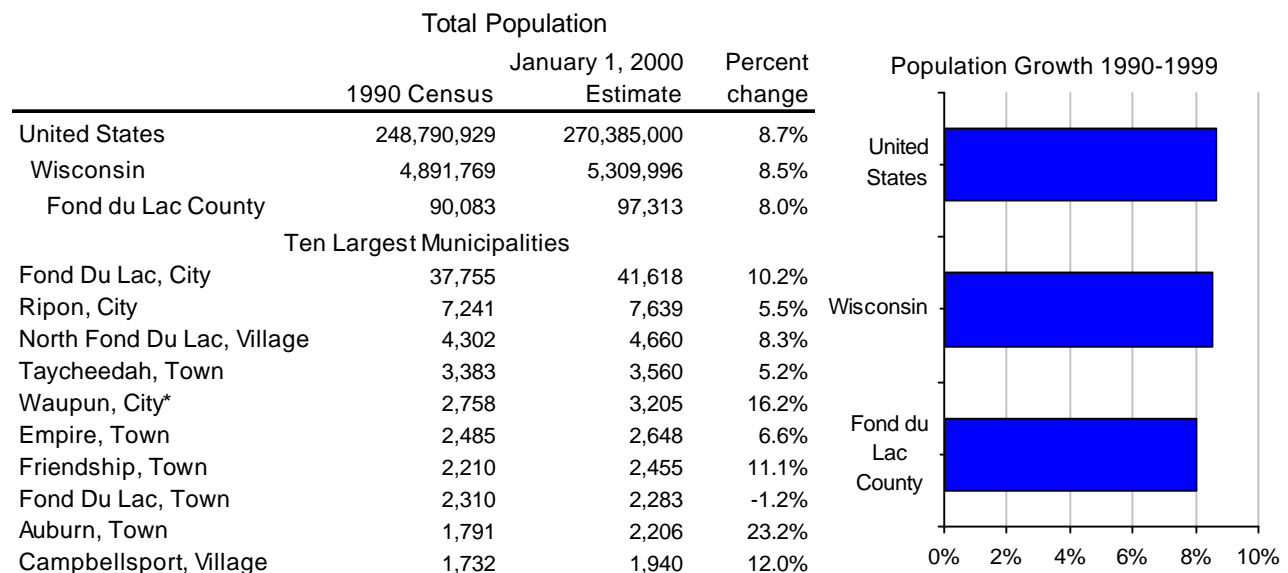 Total Population
January 1, 2000 Percent
1990 Census Estimate change
United States 248,790,929 270,385,000 8.7%
Wisconsin 4,891,769 5,309,996 8.5%
Fond du Lac County 90,083 97,313 8.0%
Ten Largest Municipalities
Fond Du Lac, City 37,755 41,618 10.2%
Ripon, City 7,241 7,639 5.5%
North Fond Du Lac, Village 4,302 4,660 8.3%
Taycheedah, Town 3,383 3,560 5.2%
Waupun, City* 2,758 3,205 16.2%
Empire, Town 2,485 2,648 6.6%
Friendship, Town 2,210 2,455 11.1%
Fond Du Lac, Town 2,310 2,283 -1.2%
Auburn, Town 1,791 2,206 23.2%
Campbellsport, Village 1,732 1,940 12.0%
Population Growth 1990-1999
United
States
Wisconsin
Fond du
Lac
County
0% 2% 4% 6% 8% 10%